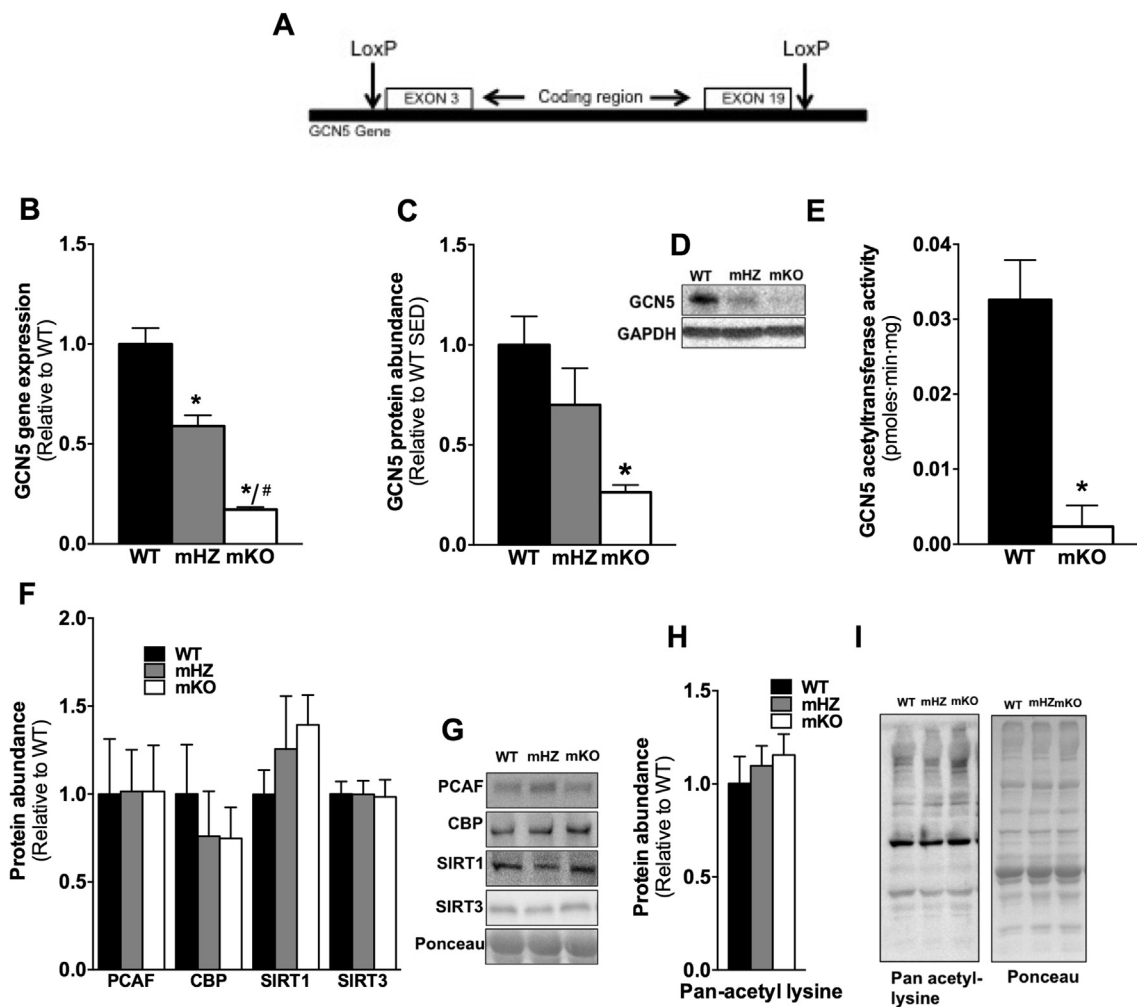 A
LoxP
LoxP
EXON 3
Coding region
EXON 19
GCN5 Gene
B
GCN5 gene expression
(Relative to WT)
1.5
1.0
0.5
0.0
*
*/#
WT mHZ mKO
C
GCN5 protein abundance
(Relative to WT SED)
1.5
1.0
0.5
0.0
*
WT mHZ mKO
D
WT mHZ mKO
GCN5
GAPDH
E
GCN5 acetyltransferase activity
(pmoles·min·mg)
0.04
0.03
0.02
0.01
0.00
*
WT mKO
F
Protein abundance
(Relative to WT)
2.0
1.5
1.0
0.5
0.0
WT
mHZ
mKO
PCAF CBP SIRT1 SIRT3
G
WT mHZ mKO
PCAF
CBP
SIRT1
SIRT3
Ponceau
H
Protein abundance
(Relative to WT)
1.5
1.0
0.5
0.0
WT
mHZ
mKO
Pan-acetyl lysine
I
WT mHZ mKO
WT mHZmKO
Pan acetyl-
lysine
Ponceau